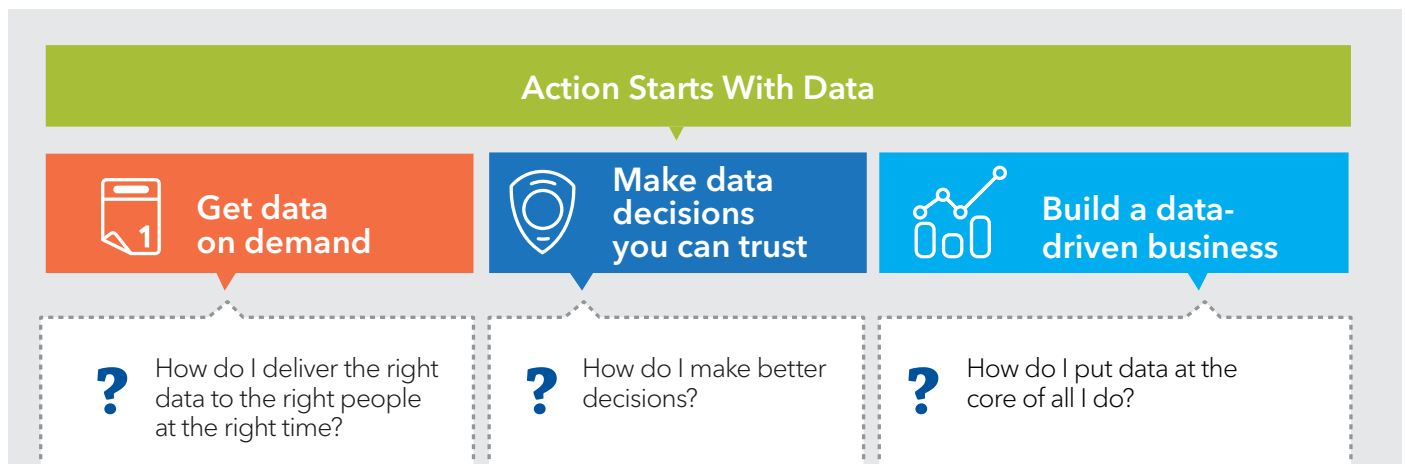 Action Starts With Data
1
Get data
on demand
Make data
decisions
you can trust
Build a data-
driven business
?
How do I deliver the right
data to the right people
at the right time?
?
How do I make better
decisions?
?
How do I put data at the
core of all I do?